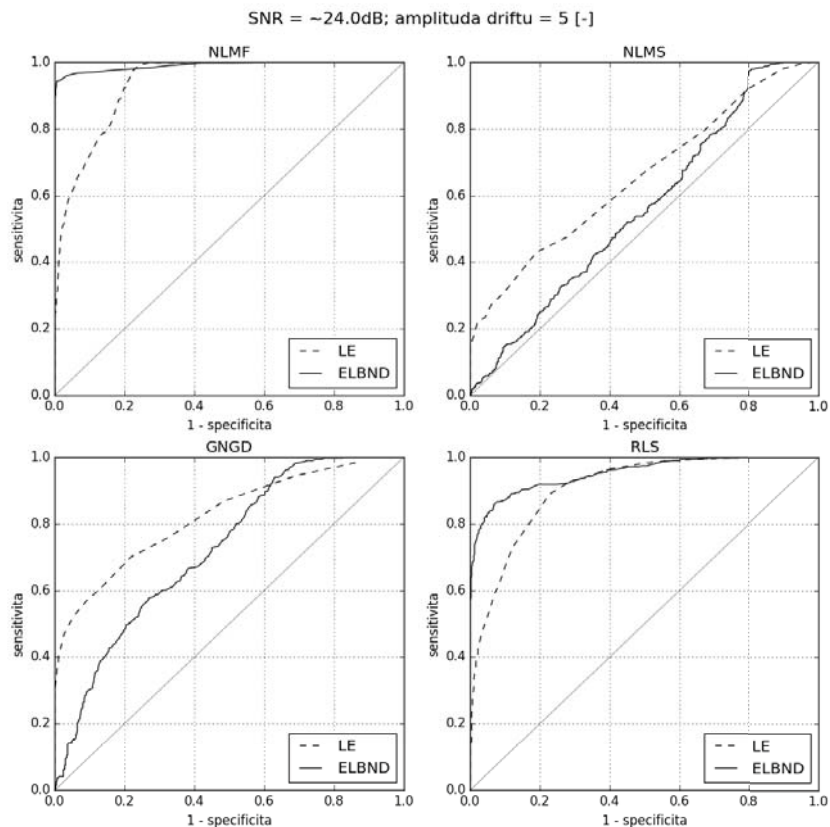 SNR = ~24.0dB; amplituda driftu = 5 [-]
NLMF
sensitivita
1.0
0.8
0.6
0.4
0.2
0.0
0.0 0.2 0.4 0.6 0.8 1.0
1 - specificita
LE
ELBND
NLMS
sensitivita
1.0
0.8
0.6
0.4
0.2
0.0
0.0 0.2 0.4 0.6 0.8 1.0
1 - specificita
LE
ELBND
GNGD
sensitivita
1.0
0.8
0.6
0.4
0.2
0.0
0.0 0.2 0.4 0.6 0.8 1.0
1 - specificita
LE
ELBND
RLS
sensitivita
1.0
0.8
0.6
0.4
0.2
0.0
0.0 0.2 0.4 0.6 0.8 1.0
1 - specificita
LE
ELBND